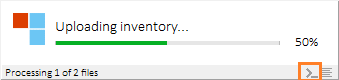 Uploading inventory...
50%
Processing 1 of 2 files